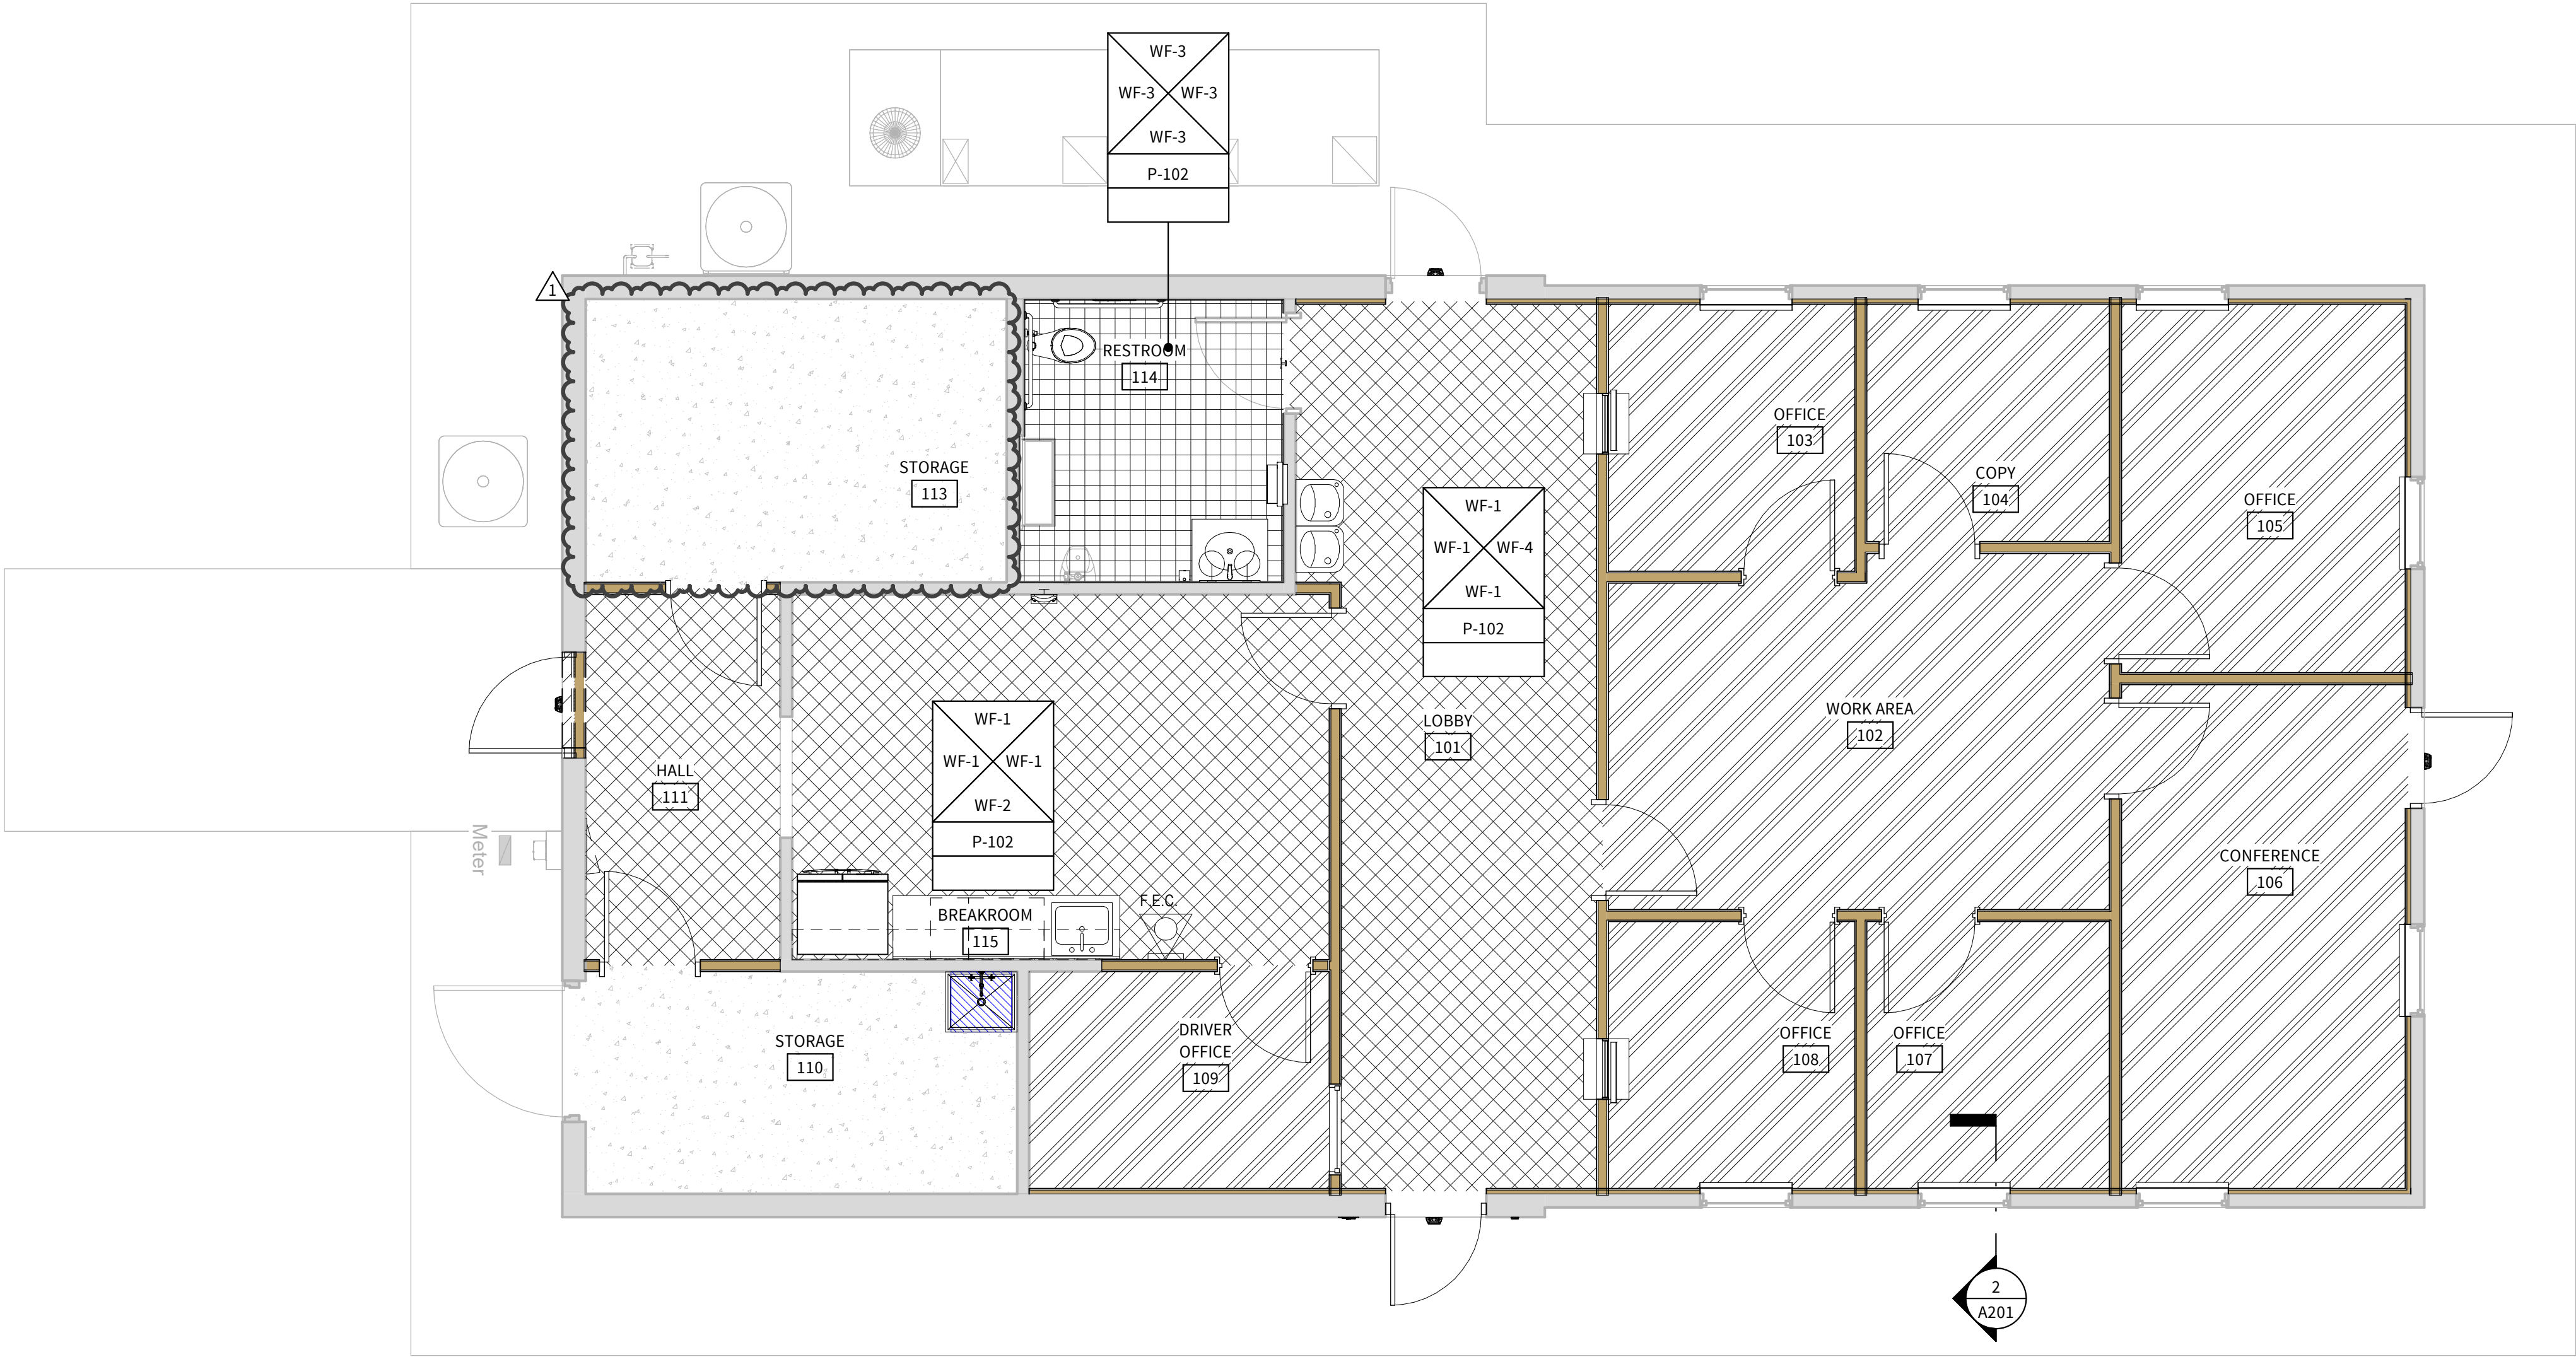 WF-3
WF-3 WF-3
WF-3
P-102
1
RESTROOM
114
STORAGE
113
OFFICE
103
COPY
104
OFFICE
105
WF-1
WF-1 WF-4
WF-1
P-102
LOBBY
101
WORK AREA
102
WF-1
WF-1 WF-1
WF-2
P-102
HALL
111
Meter
CONFERENCE
106
F.E.C.
BREAKROOM
115
STORAGE
110
DRIVER
OFFICE
109
OFFICE
108
OFFICE
107
2
A201